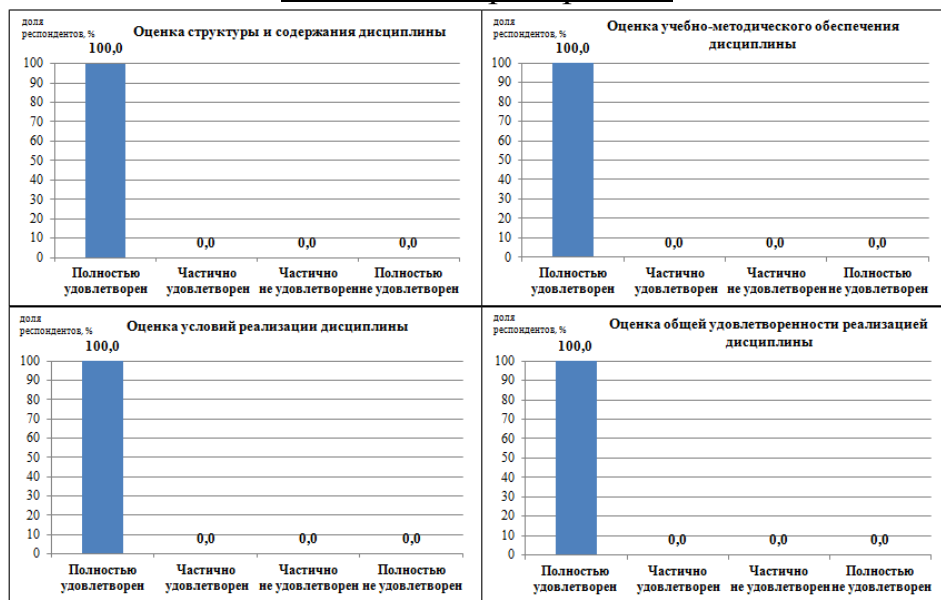 доля
респондентов, %
Оценка структуры и содержания дисциплины
100,0
100
90
80
70
60
50
40
30
20
10
0
0,0 0,0 0,0
Полностью Частично Частично Полностью
удовлетворен удовлетворен не удовлетворен не удовлетворен
доля
респондентов, %
Оценка учебно-методического обеспечения
дисциплины
100,0
100
90
80
70
60
50
40
30
20
10
0
0,0 0,0 0,0
Полностью Частично Частично Полностью
удовлетворен удовлетворен не удовлетворен не удовлетворен
доля
респондентов, %
Оценка условий реализации дисциплины
100,0
100
90
80
70
60
50
40
30
20
10
0
0,0 0,0 0,0
Полностью Частично Частично Полностью
удовлетворен удовлетворен не удовлетворен не удовлетворен
доля
респондентов, %
Оценка общей удовлетворенности реализацией
дисциплины
100,0
100
90
80
70
60
50
40
30
20
10
0
0,0 0,0 0,0
Полностью Частично Частично Полностью
удовлетворен удовлетворен не удовлетворен не удовлетворен